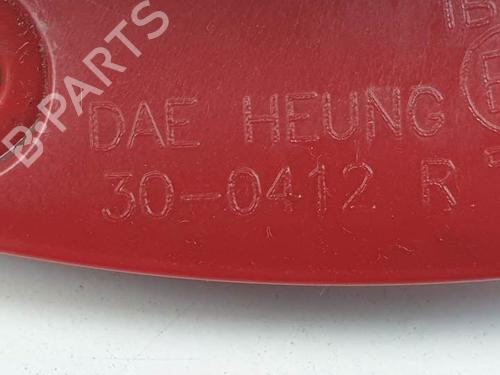 B-PARTS
DAE HEUNG
30-0412 R